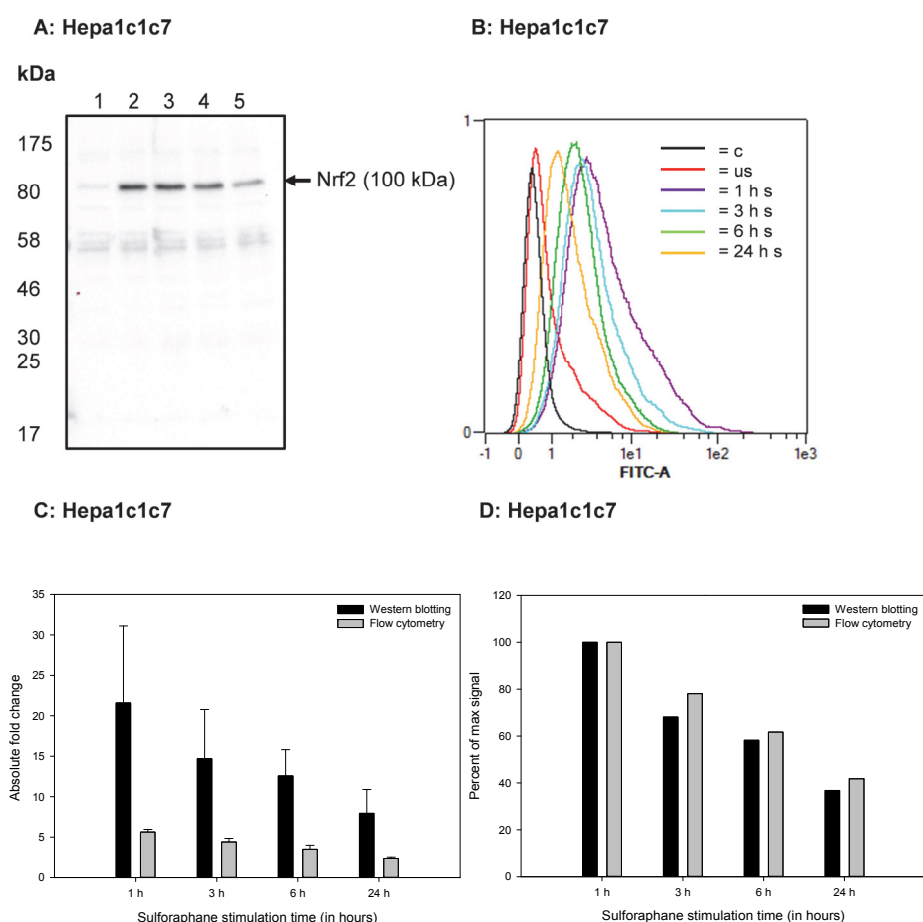 A: Hepa1c1c7
kDa
1 2 3 4 5
175
80
58
46
30
25
17
Nrf2 (100 kDa)
B: Hepa1c1c7
1
0
= c
= us
= 1 h s
= 3 h s
= 6 h s
= 24 h s
-1 0 1 1e1 1e2 1e3
FITC-A
C: Hepa1c1c7
Absolute fold change
35
30
25
20
15
10
5
0
Western blotting
Flow cytometry
1 h 3 h 6 h 24 h
Sulforaphane stimulation time (in hours)
D: Hepa1c1c7
Percent of max signal
120
100
80
60
40
20
0
Western blotting
Flow cytometry
1 h 3 h 6 h 24 h
Sulforaphane stimulation time (in hours)